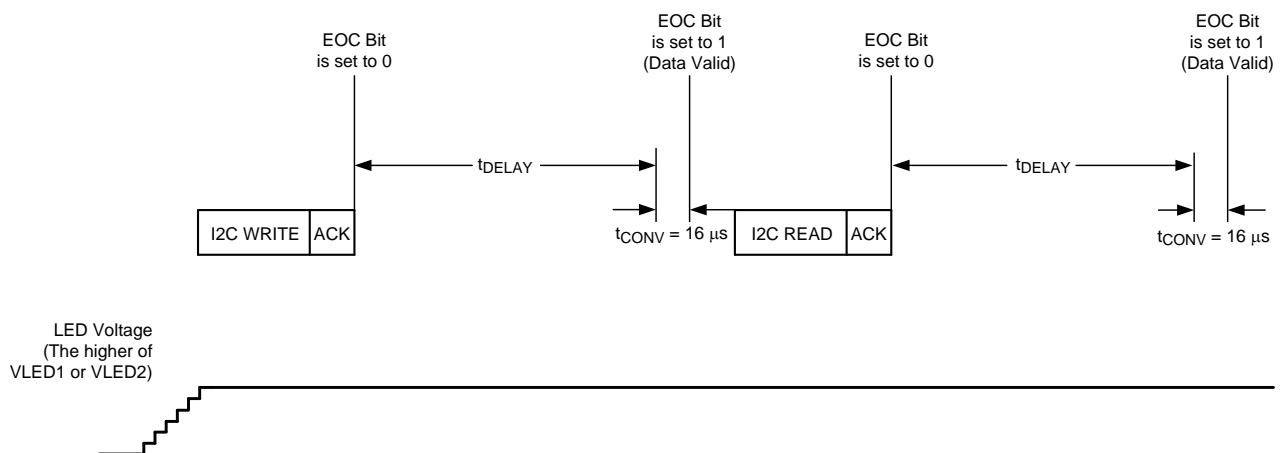 EOC Bit
is set to 0
EOC Bit
is set to 1
(Data Valid)
EOC Bit
is set to 0
EOC Bit
is set to 1
(Data Valid)
tDELAY
tDELAY
I2C WRITE ACK
tCONV = 16 μs
I2C READ ACK
tCONV = 16 μs
LED Voltage
(The higher of
VLED1 or VLED2)